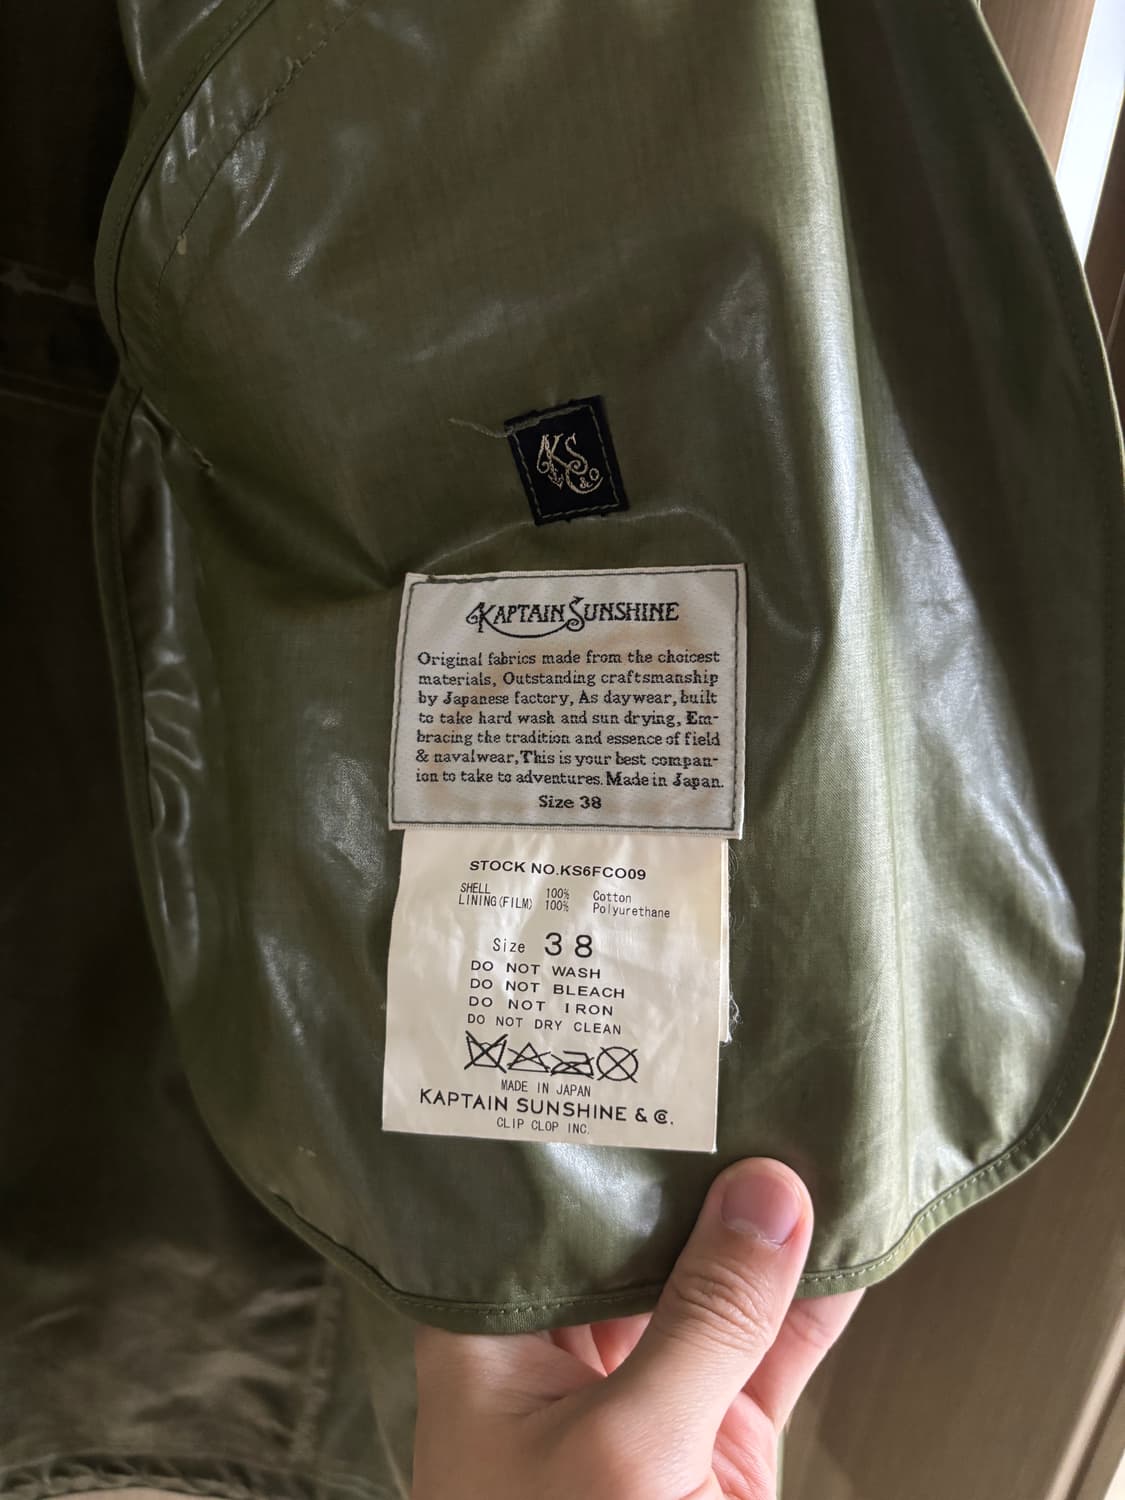 KS
&Co
KAPTAIN SUNSHINE
Original fabrics made from the choicest
materials, Outstanding craftsmanship
by Japanese factory, As daywear, built
to take hard wash and sun drying, Em-
bracing the tradition and essence of field
& navalwear, This is your best compan-
ion to take to adventures. Made in Japan.
Size 38
STOCK NO.KS6FCO09
SHELL 100% Cotton
LINING(FILM) 100% Polyurethane
Size 38
DO NOT WASH
DO NOT BLEACH
DO NOT IRON
DO NOT DRY CLEAN
MADE IN JAPAN
KAPTAIN SUNSHINE & Co.
CLIP CLOP INC.